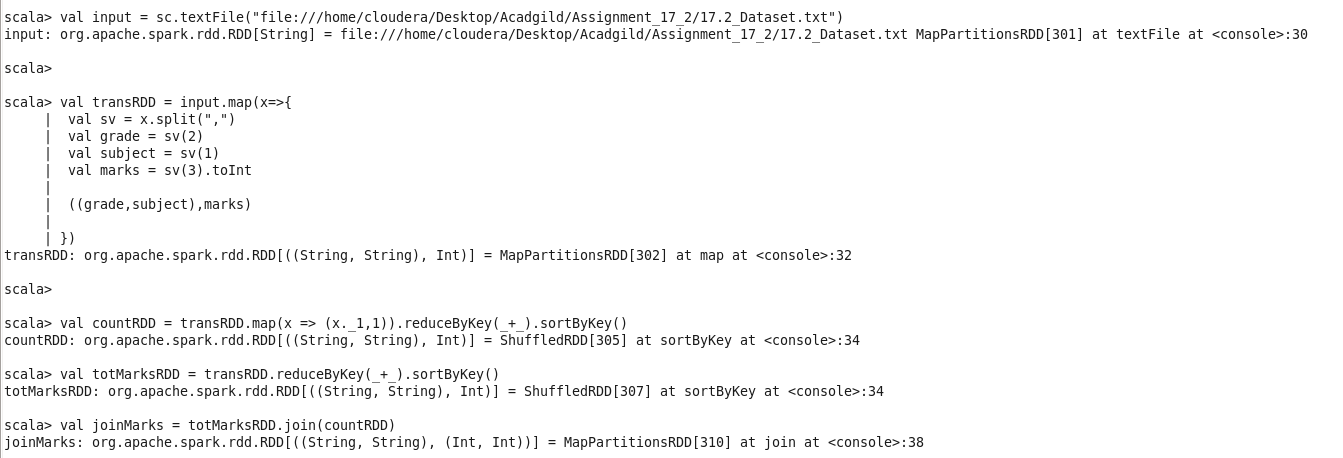 scala> val input = sc.textFile("file:///home/cloudera/Desktop/Acadgild/Assignment_17_2/17.2_Dataset.txt")
input: org.apache.spark.rdd.RDD[String] = file:///home/cloudera/Desktop/Acadgild/Assignment_17_2/17.2_Dataset.txt MapPartitionsRDD[301] at textFile at <console>:30
scala>
scala> val transRDD = input.map(x=>{
     |  val sv = x.split(",")
     |  val grade = sv(2)
     |  val subject = sv(1)
     |  val marks = sv(3).toInt
     |
     |  ((grade,subject),marks)
     |
     | })
transRDD: org.apache.spark.rdd.RDD[((String, String), Int)] = MapPartitionsRDD[302] at map at <console>:32
scala>
scala> val countRDD = transRDD.map(x => (x._1,1)).reduceByKey(_+_).sortByKey()
countRDD: org.apache.spark.rdd.RDD[((String, String), Int)] = ShuffledRDD[305] at sortByKey at <console>:34
scala> val totMarksRDD = transRDD.reduceByKey(_+_).sortByKey()
totMarksRDD: org.apache.spark.rdd.RDD[((String, String), Int)] = ShuffledRDD[307] at sortByKey at <console>:34
scala> val joinMarks = totMarksRDD.join(countRDD)
joinMarks: org.apache.spark.rdd.RDD[((String, String), (Int, Int))] = MapPartitionsRDD[310] at join at <console>:38